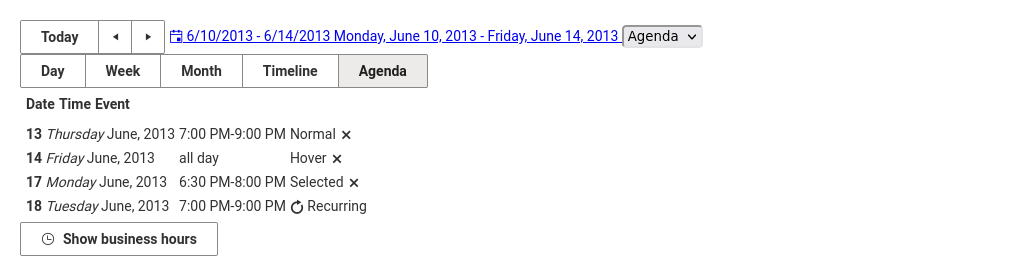 Today 6/10/2013 - 6/14/2013 Monday, June 10, 2013 - Friday, June 14, 2013 Agenda
Day Week Month Timeline Agenda
Date Time Event
13 Thursday June, 2013 7:00 PM-9:00 PM Normal
14 Friday June, 2013 all day Hover
17 Monday June, 2013 6:30 PM-8:00 PM Selected
18 Tuesday June, 2013 7:00 PM-9:00 PM Recurring
Show business hours